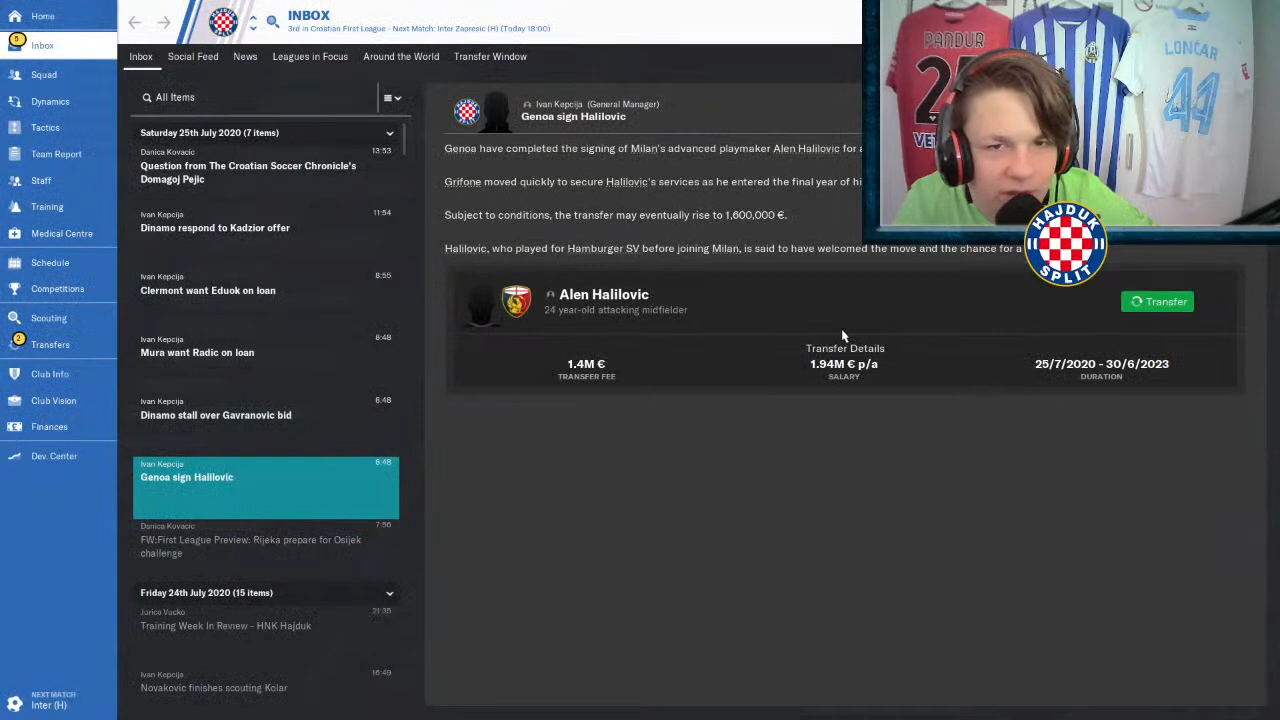 Home
5
Inbox
Squad
Dynamics
Tactics
Team Report
Staff
Training
Medical Centre
Schedule
Competitions
Scouting
2
Transfers
Club Info
Club Vision
Finances
Dev. Center
NEXT MATCH
Inter (H)
INBOX
3rd in Croatian First League - Next Match: Inter Zapresic (H) (Today 18:00)
Inbox Social Feed News Leagues in Focus Around the World Transfer Window
All Items
Saturday 25th July 2020 (7 items)
Danica Kovacic 13:53
Question from The Croatian Soccer Chronicle's
Domagoj Pejic
Ivan Kepcija 11:54
Dinamo respond to Kadzior offer
Ivan Kepcija 8:55
Clermont want Eduok on loan
Ivan Kepcija 8:48
Mura want Radic on loan
Ivan Kepcija 8:48
Dinamo stall over Gavranovic bid
Ivan Kepcija 8:48
Genoa sign Halilovic
Danica Kovacic 7:56
FW:First League Preview: Rijeka prepare for Osijek
challenge
Friday 24th July 2020 (15 items)
Jurica Vucko 21:35
Training Week In Review - HNK Hajduk
Ivan Kepcija 16:49
Novakovic finishes scouting Kolar
Ivan Kepcija (General Manager)
Genoa sign Halilovic
Genoa have completed the signing of Milan's advanced playmaker Alen Halilovic for a
Grifone moved quickly to secure Halilovic's services as he entered the final year of hi
Subject to conditions, the transfer may eventually rise to 1,600,000 €.
Halilovic, who played for Hamburger SV before joining Milan, is said to have welcomed the move and the chance for a
Alen Halilovic
24 year-old attacking midfielder
Transfer
Transfer Details
1.4M € 1.94M € p/a 25/7/2020 - 30/6/2023
TRANSFER FEE SALARY DURATION
PANDUR
LONČAR
44
HAJDUK
SPLIT